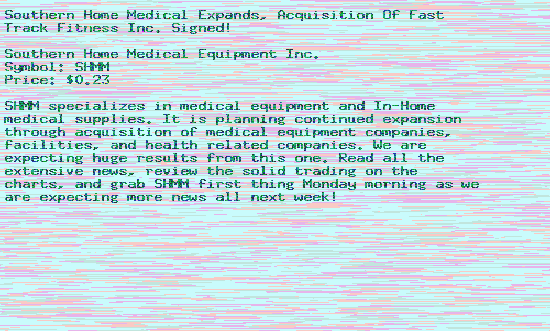 Southern Home Medical Expands, Acquisition Of Fast
Track Fitness Inc. Signed!
Southern Home Medical Equipment Inc.
Symbol: SHMM
Price: $0.23
SHMM specializes in medical equipment and In-Home
medical supplies. It is planning continued expansion
through acquisition of medical equipment companies,
facilities, and health related companies. We are
expecting huge results from this one. Read all the
extensive news, review the solid trading on the
charts, and grab SHMM first thing Monday morning as we
are expecting more news all next week!